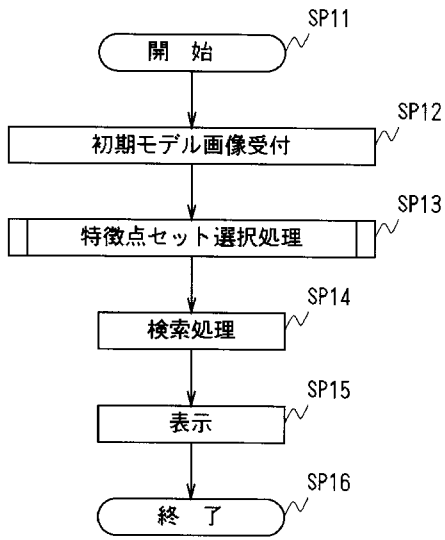 SP11
開 始
SP12
初期モデル画像受付
SP13
特徴点セット選択処理
SP14
検索処理
SP15
表示
SP16
終 了